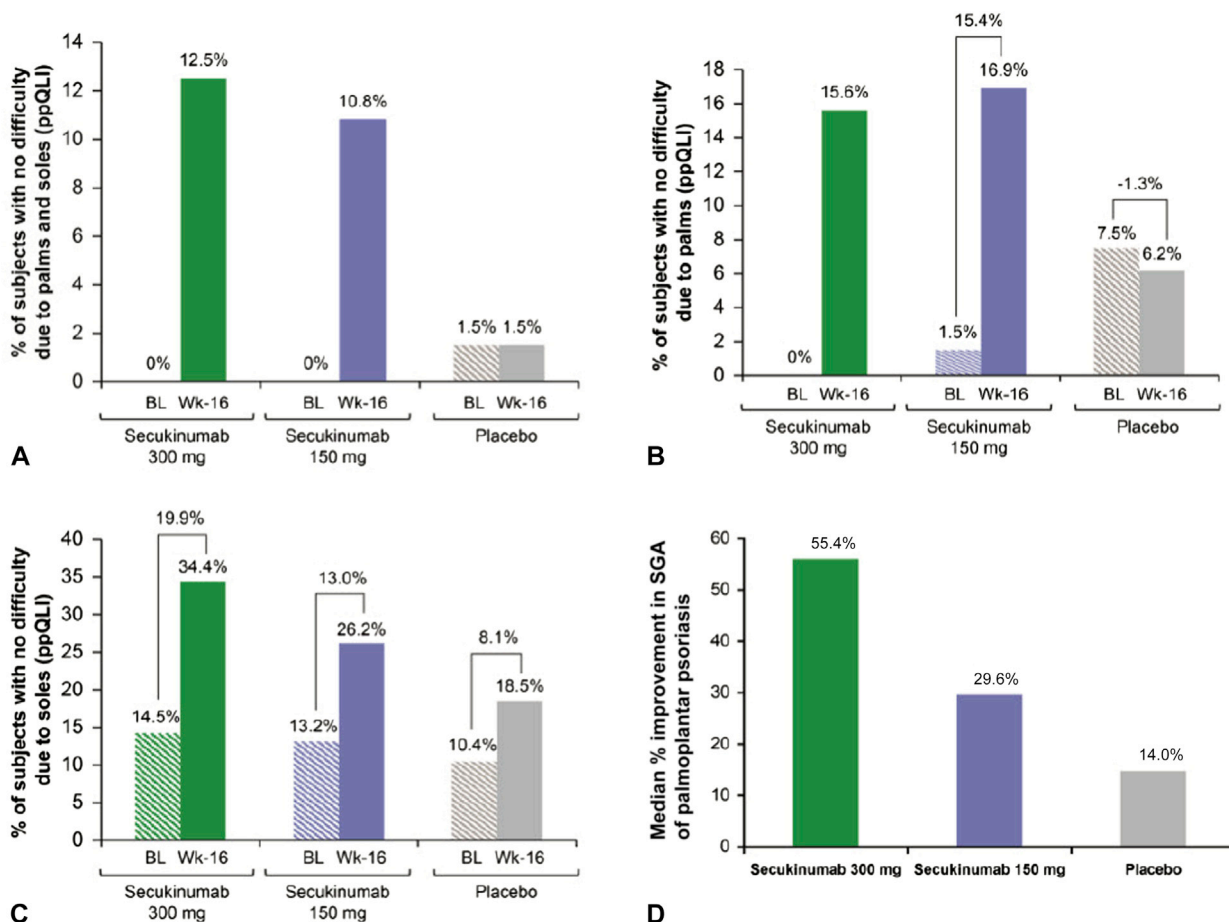 % of subjects with no difficulty
due to palms and soles (ppQLI)
14
12
10
8
6
4
2
0
12.5%
10.8%
1.5% 1.5%
0%
0%
BL Wk-16
BL Wk-16
BL Wk-16
Secukinumab
300 mg
Secukinumab
150 mg
Placebo
A
% of subjects with no difficulty
due to palms (ppQLI)
18
16
14
12
10
8
6
4
2
0
15.4%
15.6%
16.9%
-1.3%
7.5%
6.2%
1.5%
0%
BL Wk-16
BL Wk-16
BL Wk-16
Secukinumab
300 mg
Secukinumab
150 mg
Placebo
B
% of subjects with no difficulty
due to soles (ppQLI)
40
35
30
25
20
15
10
5
0
19.9%
34.4%
14.5%
13.0%
26.2%
13.2%
8.1%
18.5%
10.4%
BL Wk-16
BL Wk-16
BL Wk-16
Secukinumab
300 mg
Secukinumab
150 mg
Placebo
C
Median % improvement in SGA
of palmoplantar psoriasis
60
50
40
30
20
10
0
55.4%
29.6%
14.0%
Secukinumab 300 mg
Secukinumab 150 mg
Placebo
D